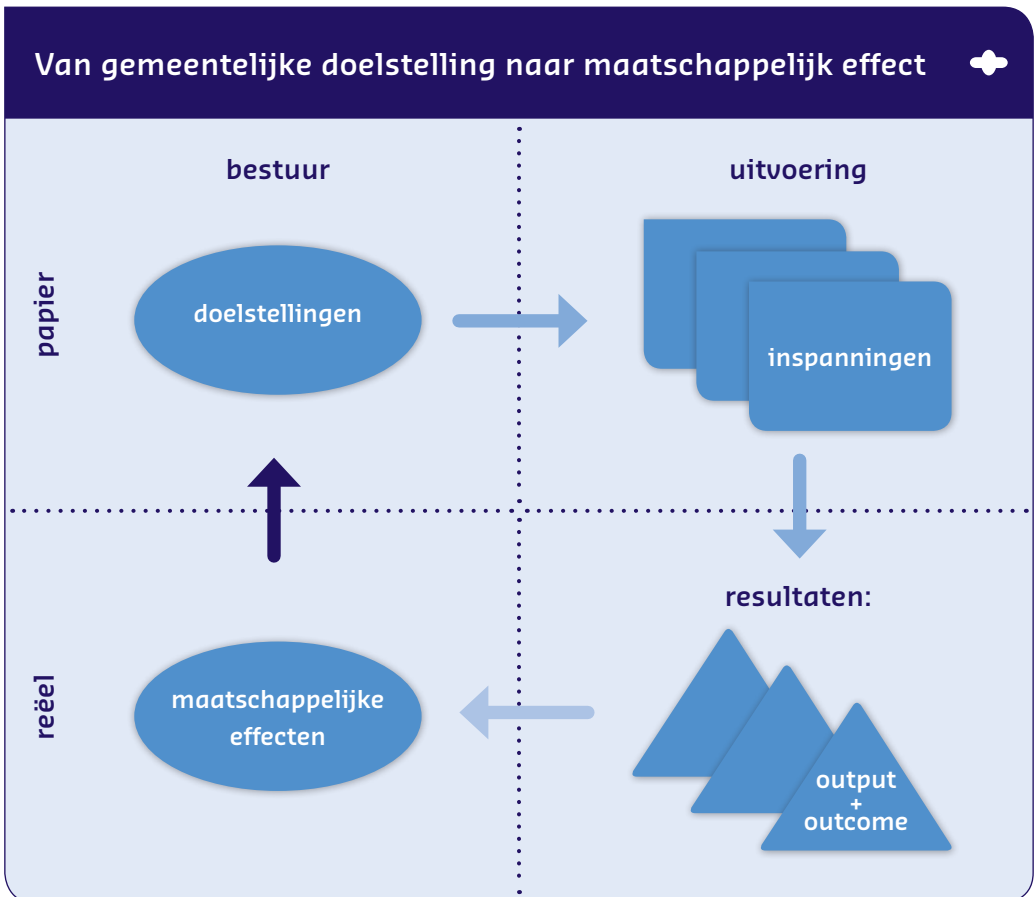 Van gemeentelijke doelstelling naar maatschappelijk effect
bestuur
uitvoering
papier
doelstellingen
inspanningen
resultaten:
reëel
maatschappelijke
effecten
output
+
outcome